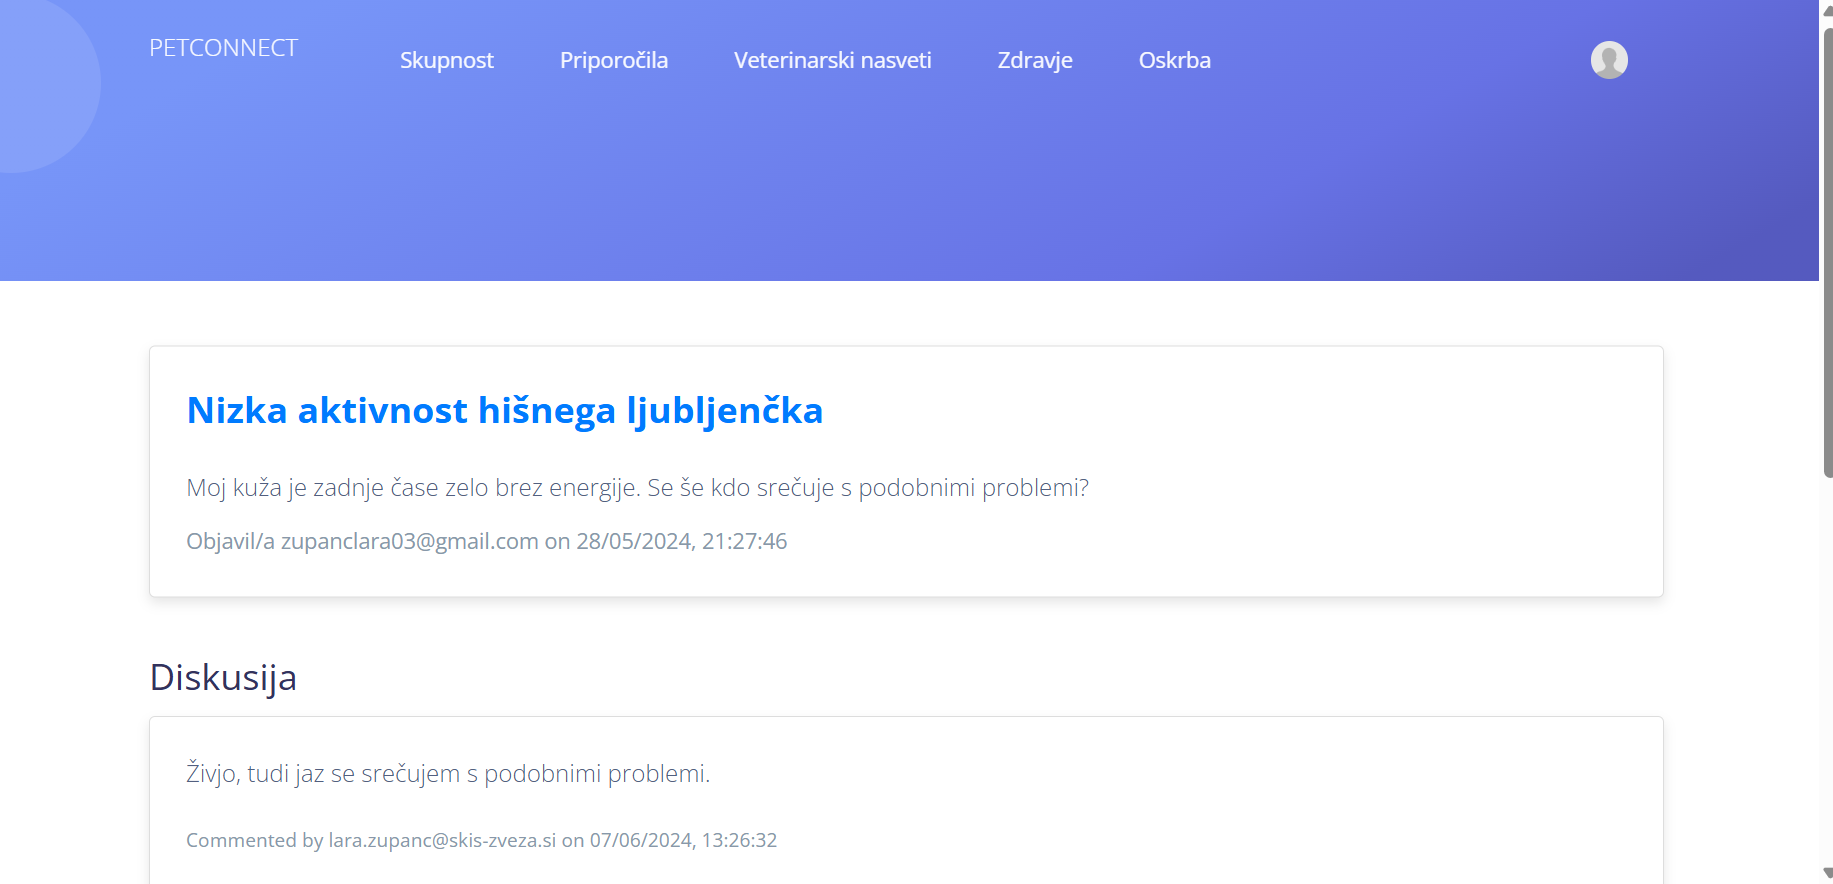 PETCONNECT
Skupnost
Priporočila
Veterinarski nasveti
Zdravje
Oskrba
Nizka aktivnost hišnega ljubljenčka
Moj kuža je zadnje čase zelo brez energije. Se še kdo srečuje s podobnimi problemi?
Objavil/a zupanclara03@gmail.com on 28/05/2024, 21:27:46
Diskusija
Živjo, tudi jaz se srečujem s podobnimi problemi.
Commented by lara.zupanc@skis-zveza.si on 07/06/2024, 13:26:32